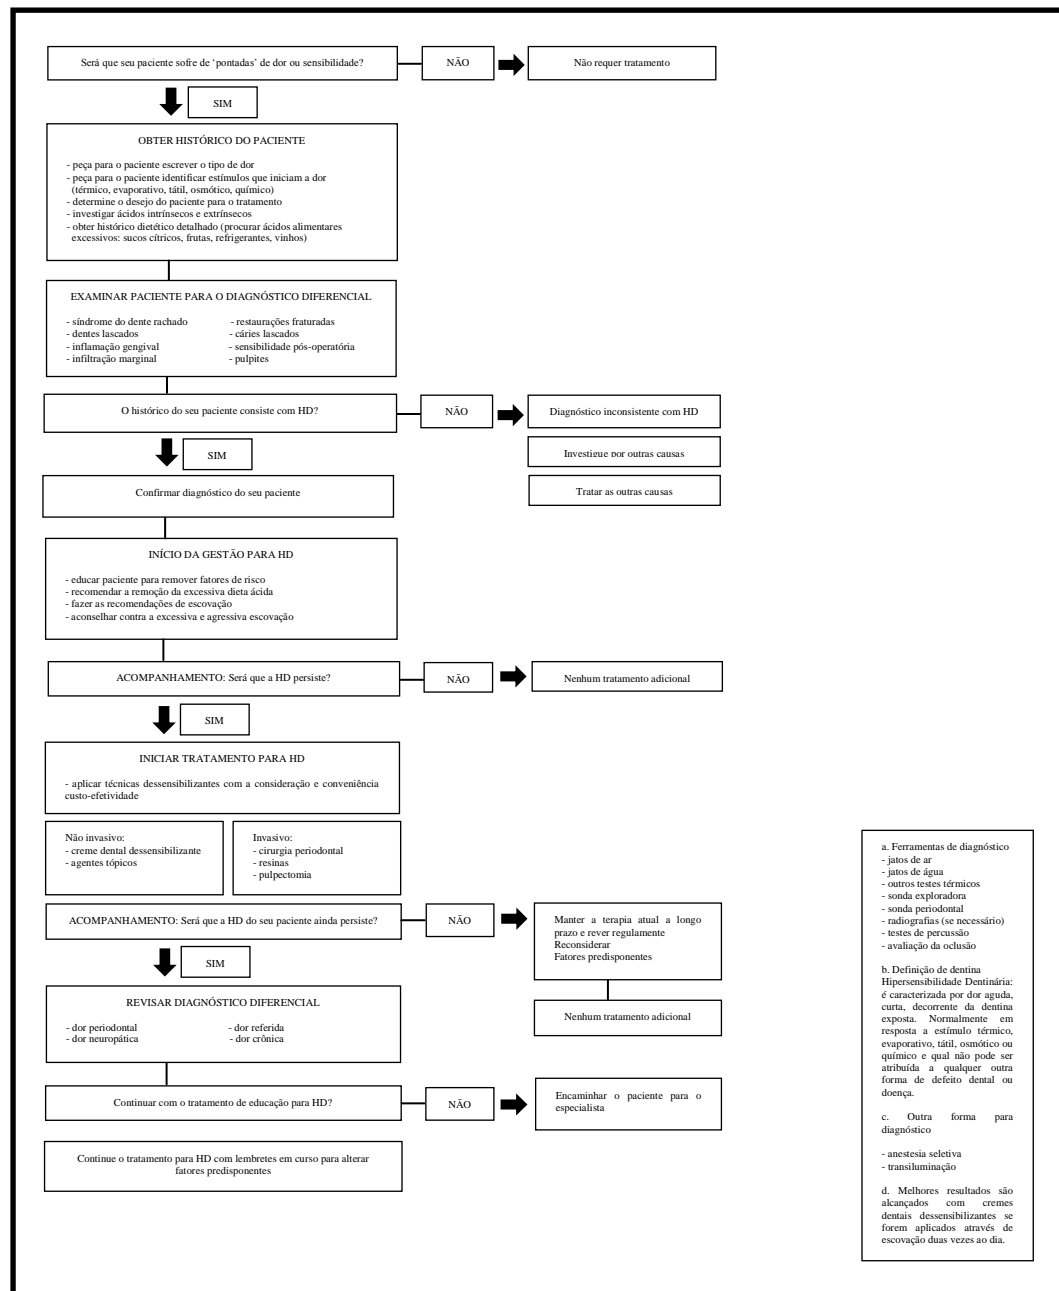 Será que seu paciente sofre de ‘pontadas’ de dor ou sensibilidade?
NÃO
Não requer tratamento
SIM
OBTER HISTÓRICO DO PACIENTE
- peça para o paciente escrever o tipo de dor
- peça para o paciente identificar estímulos que iniciam a dor
(térmico, evaporativo, tátil, osmótico, químico)
- determine o desejo do paciente para o tratamento
- investigar ácidos intrínsecos e extrínsecos
- obter histórico dietético detalhado (procurar ácidos alimentares
excessivos: sucos cítricos, frutas, refrigerantes, vinhos)
EXAMINAR PACIENTE PARA O DIAGNÓSTICO DIFERENCIAL
- síndrome do dente rachado - restaurações fraturadas
- dentes lascados - cáries lascados
- inflamação gengival - sensibilidade pós-operatória
- infiltração marginal - pulpites
O histórico do seu paciente consiste com HD?
NÃO
Diagnóstico inconsistente com HD
Investigue por outras causas
Tratar as outras causas
SIM
Confirmar diagnóstico do seu paciente
INÍCIO DA GESTÃO PARA HD
- educar paciente para remover fatores de risco
- recomendar a remoção da excessiva dieta ácida
- fazer as recomendações de escovação
- aconselhar contra a excessiva e agressiva escovação
ACOMPANHAMENTO: Será que a HD persiste?
NÃO
Nenhum tratamento adicional
SIM
INICIAR TRATAMENTO PARA HD
- aplicar técnicas dessensibilizantes com a consideração e conveniência
custo-efetividade
Não invasivo:
- creme dental dessensibilizante
- agentes tópicos
Invasivo:
- cirurgia periodontal
- resinas
- pulpectomia
ACOMPANHAMENTO: Será que a HD do seu paciente ainda persiste?
NÃO
Manter a terapia atual a longo
prazo e rever regulamente
Reconsiderar
Fatores predisponentes
Nenhum tratamento adicional
SIM
REVISAR DIAGNÓSTICO DIFERENCIAL
- dor periodontal - dor referida
- dor neuropática - dor crônica
Continuar com o tratamento de educação para HD?
NÃO
Encaminhar o paciente para o
especialista
Continue o tratamento para HD com lembretes em curso para alterar
fatores predisponentes
a. Ferramentas de diagnóstico
- jatos de ar
- jatos de água
- outros testes térmicos
- sonda exploradora
- sonda periodontal
- radiografias (se necessário)
- testes de percussão
- avaliação da oclusão
b. Definição de dentina
Hipersensibilidade Dentinária:
é caracterizada por dor aguda,
curta, decorrente da dentina
exposta. Normalmente em
resposta a estímulo térmico,
evaporativo, tátil, osmótico ou
químico e qual não pode ser
atribuída a qualquer outra
forma de defeito dental ou
doença.
c. Outra forma para
diagnóstico
- anestesia seletiva
- transiluminação
d. Melhores resultados são
alcançados com cremes
dentais dessensibilizantes se
forem aplicados através de
escovação duas vezes ao dia.